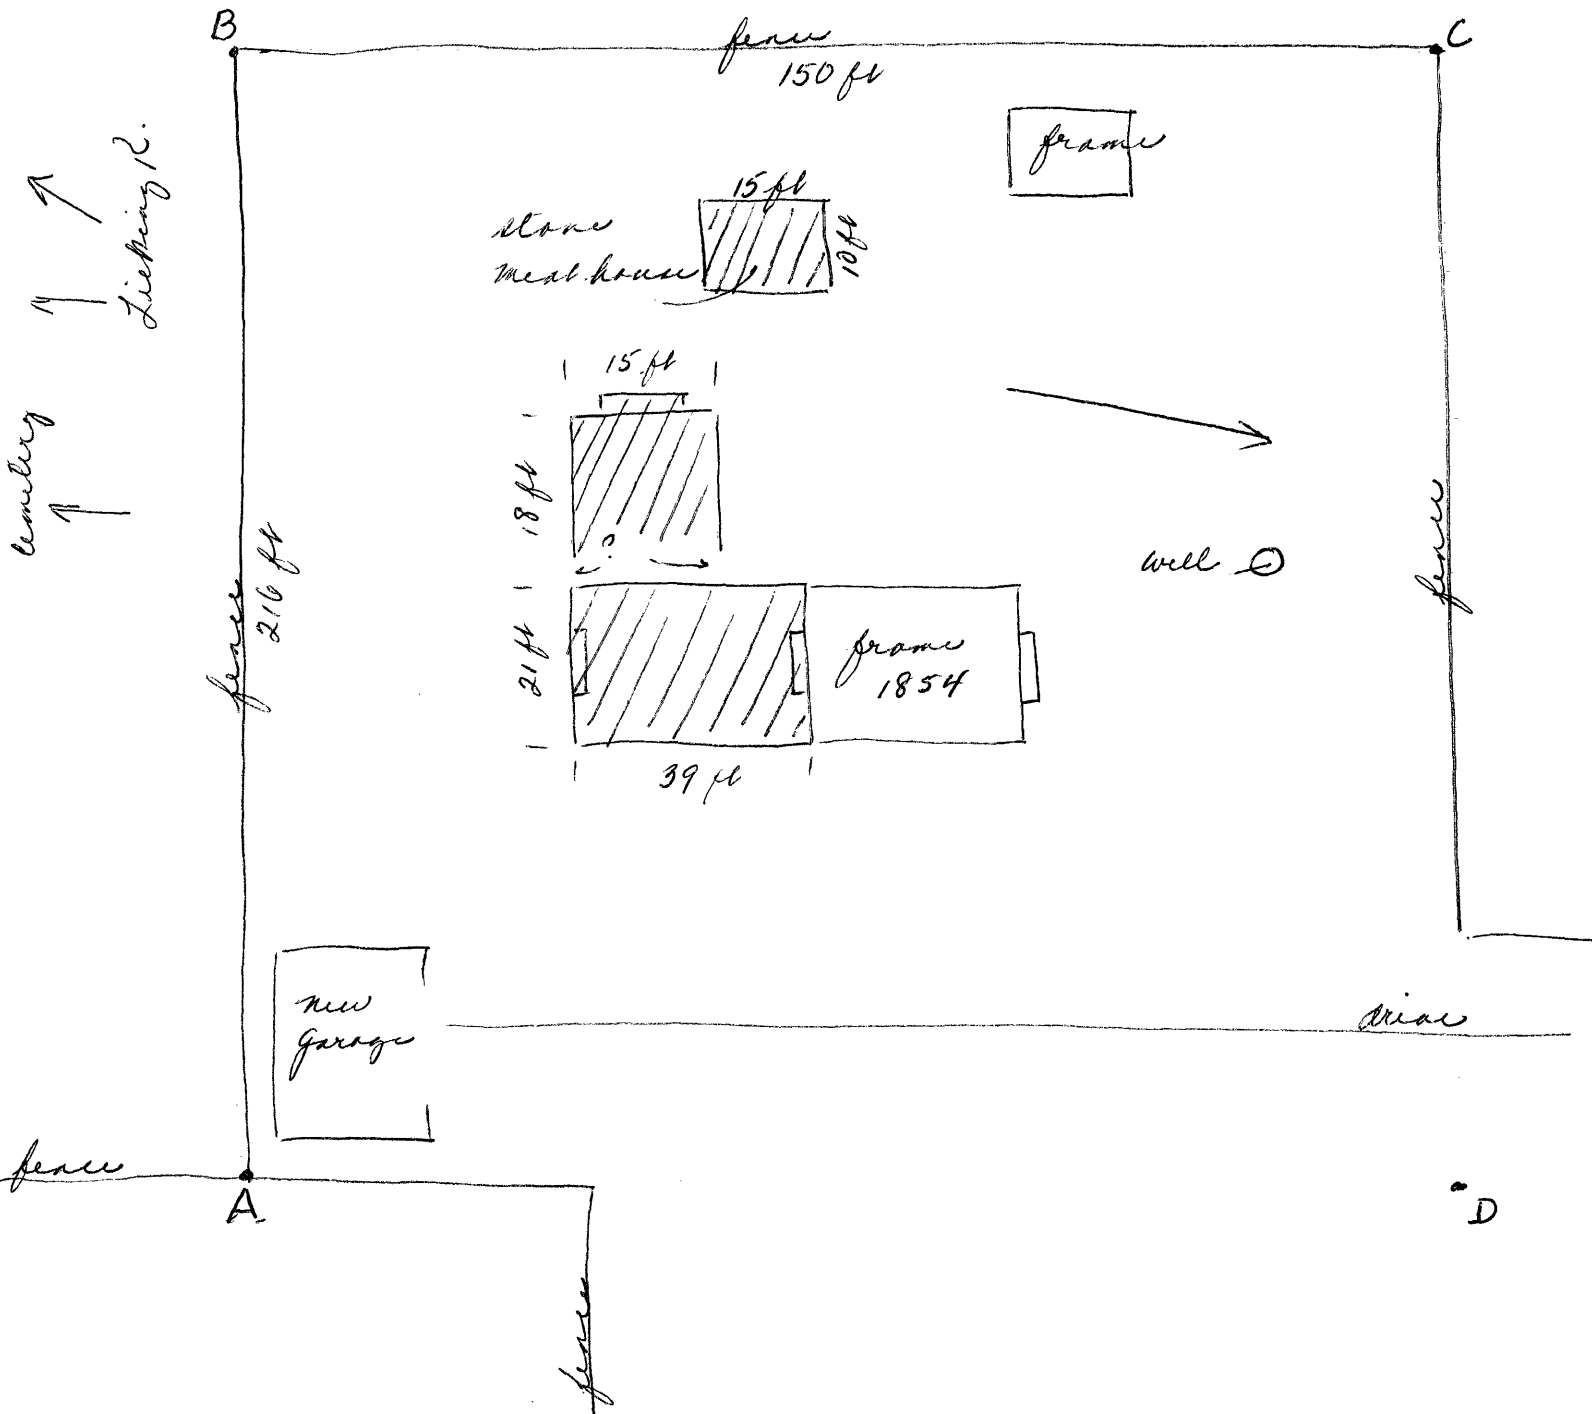 B
C
fence
150 ft
frame
Licking R.
15 ft
10 ft
stone
meat house
15 ft
cemetery
18 ft
?
well
fence
216 ft
fence
21 ft
frame
1854
39 ft
new
garage
drive
fence
A
D
fence